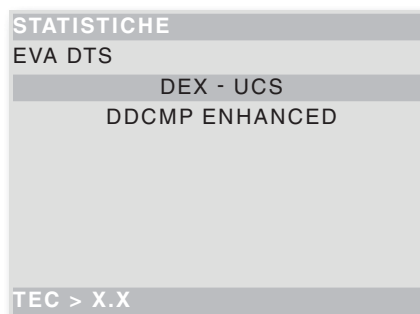 STATISTICHE
EVA DTS
DEX - UCS
DDCMP ENHANCED
TEC > X.X